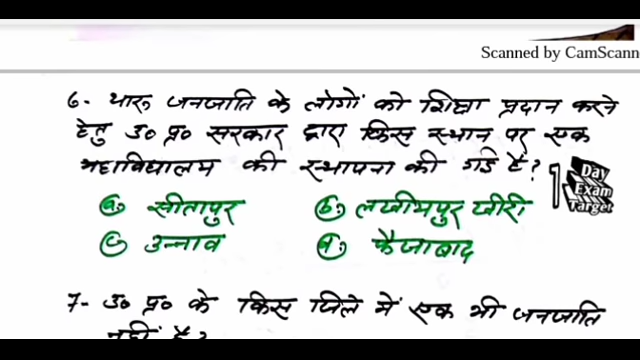 Scanned by CamScann
6- थारू जनजाति के लोगों को शिक्षा प्रदान करने
हेतु उ० प्र० सरकार द्वारा किस स्थान पर एक
महाविद्यालय की स्थापना की गई है?
1 Day
Exam
Target
(a) सीतापुर (b) लखीमपुर खीरी
(c) उन्नाव (d) फैजाबाद
7- उ० प्र० के किस जिले में एक भी जनजाति
नहीं है?